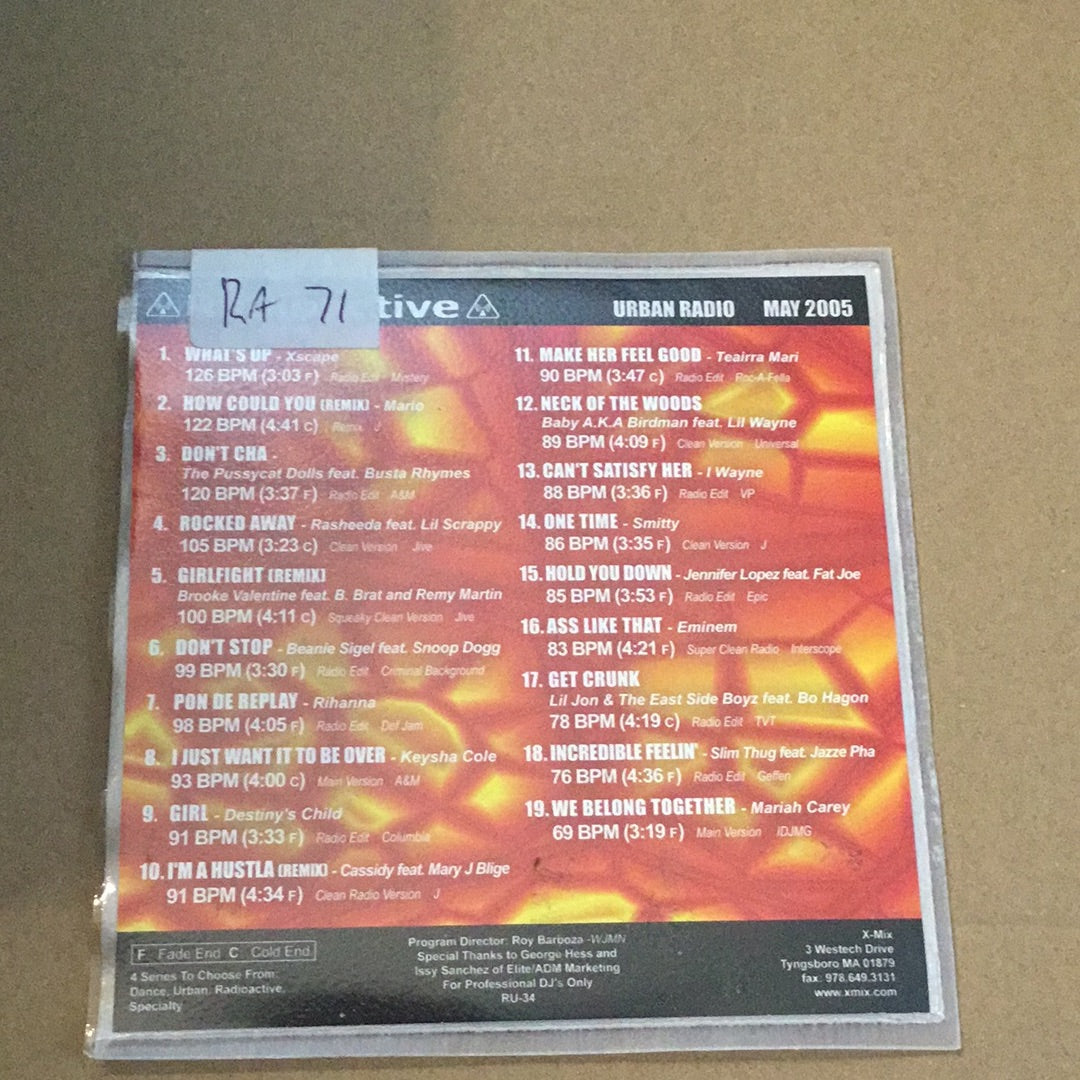 RA 71
tive
URBAN RADIO MAY 2005
1. WHAT'S UP - Xscape
126 BPM (3:03 F) Radio Edit Mistery
2. HOW COULD YOU (REMIX) - Mario
122 BPM (4:41 C) Remix J
3. DON'T CHA -
The Pussycat Dolls feat. Busta Rhymes
120 BPM (3:37 F) Radio Edit A&M
4. ROCKED AWAY - Rasheeda feat. Lil Scrappy
105 BPM (3:23 C) Clean Version Jive
5. GIRLFIGHT (REMIX)
Brooke Valentine feat. B. Brat and Remy Martin
100 BPM (4:11 C) Squeaky Clean Version Jive
6. DON'T STOP - Beanie Sigel feat. Snoop Dogg
99 BPM (3:30 F) Radio Edit Criminal Background
7. PON DE REPLAY - Rihanna
98 BPM (4:05 F) Radio Edit Def Jam
8. I JUST WANT IT TO BE OVER - Keysha Cole
93 BPM (4:00 C) Main Version A&M
9. GIRL - Destiny's Child
91 BPM (3:33 F) Radio Edit Columbia
10. I'M A HUSTLA (REMIX) - Cassidy feat. Mary J Blige
91 BPM (4:34 F) Clean Radio Version J
11. MAKE HER FEEL GOOD - Teairra Mari
90 BPM (3:47 C) Radio Edit Roc-A-Fella
12. NECK OF THE WOODS
Baby A.K.A Birdman feat. Lil Wayne
89 BPM (4:09 F) Clean Version Universal
13. CAN'T SATISFY HER - I Wayne
88 BPM (3:36 F) Radio Edit VP
14. ONE TIME - Smitty
86 BPM (3:35 F) Clean Version J
15. HOLD YOU DOWN - Jennifer Lopez feat. Fat Joe
85 BPM (3:53 F) Radio Edit Epic
16. ASS LIKE THAT - Eminem
83 BPM (4:21 F) Super Clean Radio Interscope
17. GET CRUNK
Lil Jon & The East Side Boyz feat. Bo Hagon
78 BPM (4:19 C) Radio Edit TVT
18. INCREDIBLE FEELIN' - Slim Thug feat. Jazze Pha
76 BPM (4:36 F) Radio Edit Geffen
19. WE BELONG TOGETHER - Mariah Carey
69 BPM (3:19 F) Main Version IDJMG
F Fade End C Cold End
4 Series To Choose From:
Dance, Urban, Radioactive,
Specialty
Program Director: Roy Barboza -WJMN
Special Thanks to George Hess and
Issy Sanchez of Elite/ADM Marketing
For Professional DJ's Only
RU-34
X-Mix
3 Westech Drive
Tyngsboro MA 01879
fax: 978.649.3131
www.xmix.com